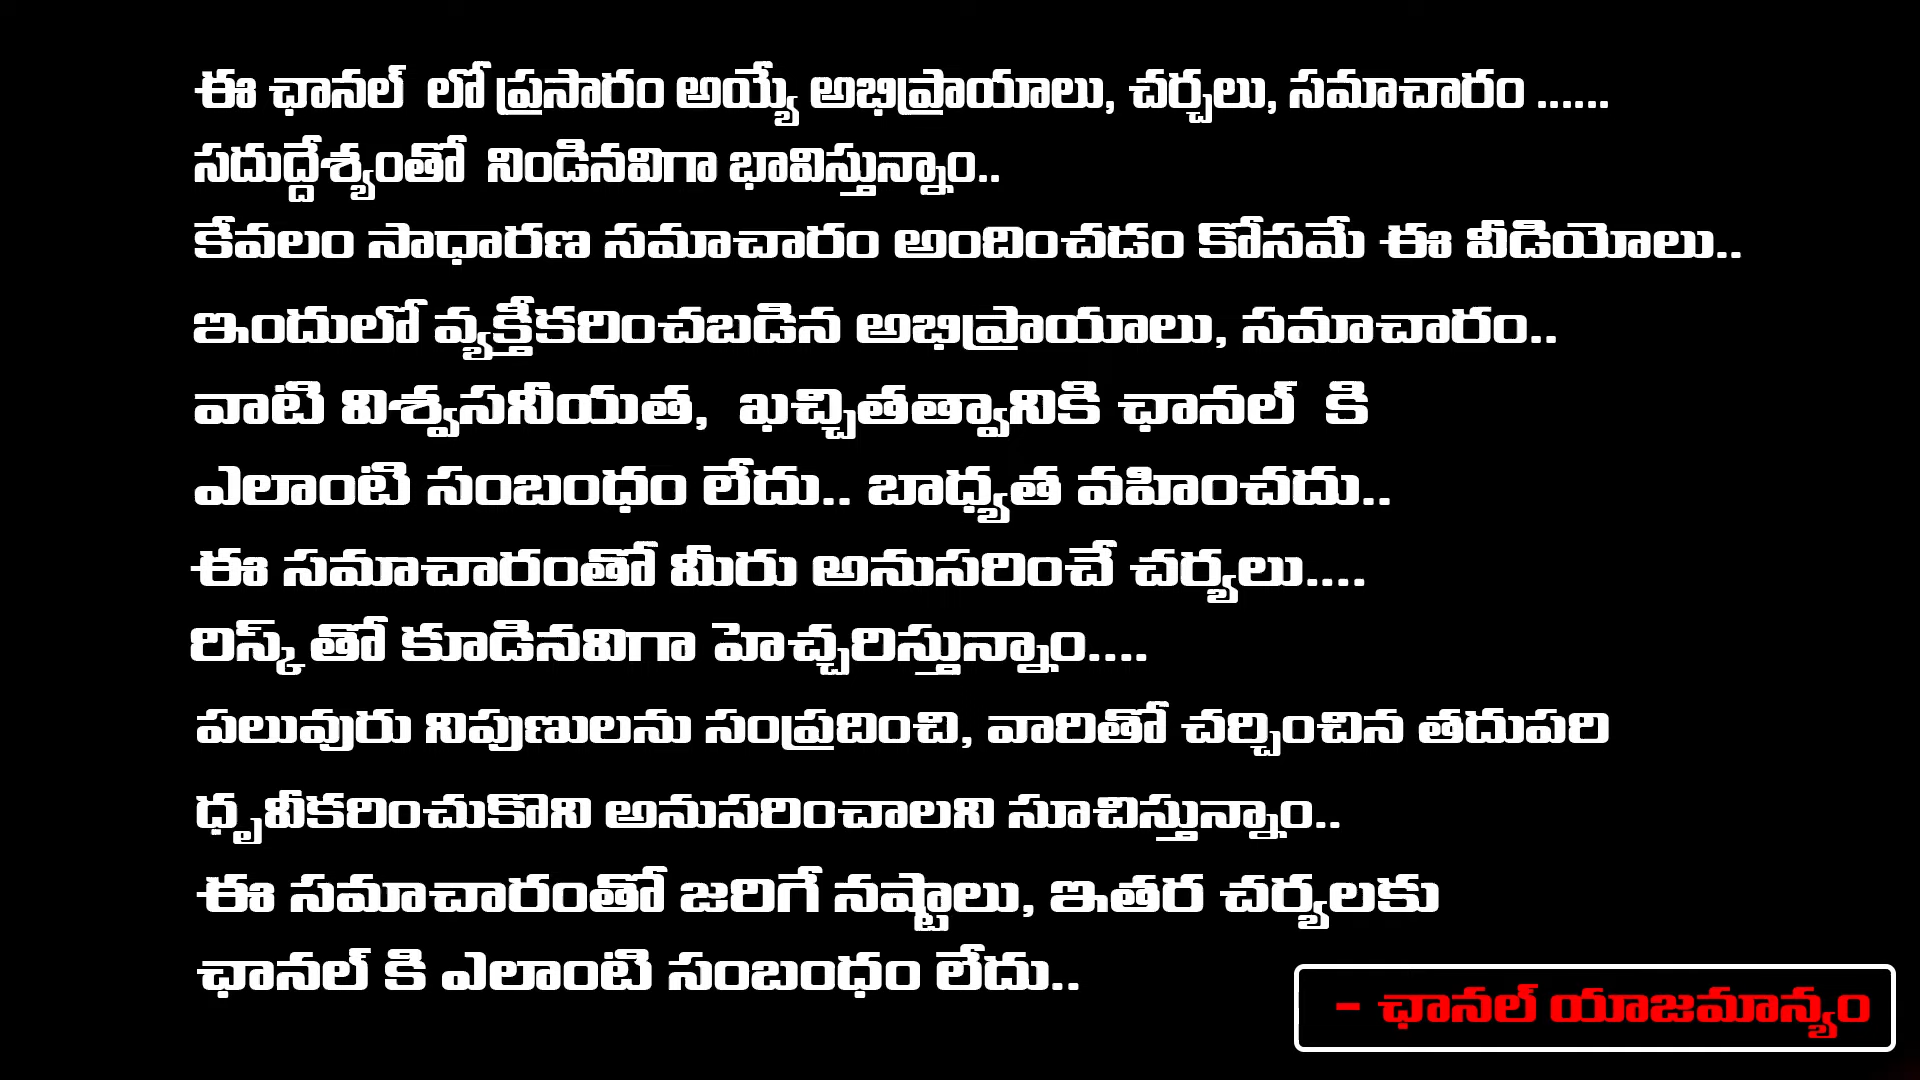 ఈ ఛానల్ లో ప్రసారం అయ్యే అభిప్రాయాలు, చర్చలు, సమాచారం ......
సదుద్దేశ్యంతో నిండినవిగా భావిస్తున్నాం..
కేవలం సాధారణ సమాచారం అందించడం కోసమే ఈ వీడియోలు..
ఇందులో వ్యక్తీకరించబడిన అభిప్రాయాలు, సమాచారం..
వాటి విశ్వసనీయత, ఖచ్చితత్వానికి ఛానల్ కి
ఎలాంటి సంబంధం లేదు.. బాధ్యత వహించదు..
ఈ సమాచారంతో మీరు అనుసరించే చర్యలు....
రిస్క్ తో కూడినవిగా హెచ్చరిస్తున్నాం....
పలువురు నిపుణులను సంప్రదించి, వారితో చర్చించిన తదుపరి
ధృవీకరించుకొని అనుసరించాలని సూచిస్తున్నాం..
ఈ సమాచారంతో జరిగే నష్టాలు, ఇతర చర్యలకు
ఛానల్ కి ఎలాంటి సంబంధం లేదు..
- ఛానల్ యాజమాన్యం